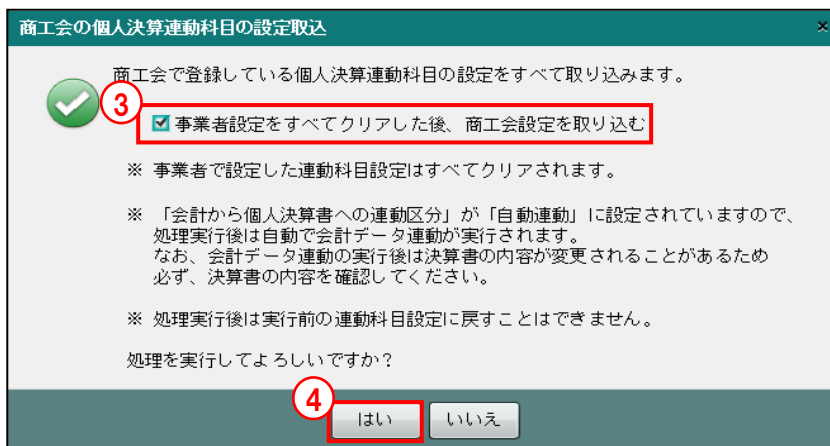 商工会の個人決算連動科目の設定取込
×
商工会で登録している個人決算連動科目の設定をすべて取り込みます。
③
事業者設定をすべてクリアした後、商工会設定を取り込む
※ 事業者で設定した連動科目設定はすべてクリアされます。
※ 「会計から個人決算書への連動区分」が「自動連動」に設定されていますので、
処理実行後は自動で会計データ連動が実行されます。
なお、会計データ連動の実行後は決算書の内容が変更されることがあるため
必ず、決算書の内容を確認してください。
※ 処理実行後は実行前の連動科目設定に戻すことはできません。
処理を実行してよろしいですか？
④
はい
いいえ